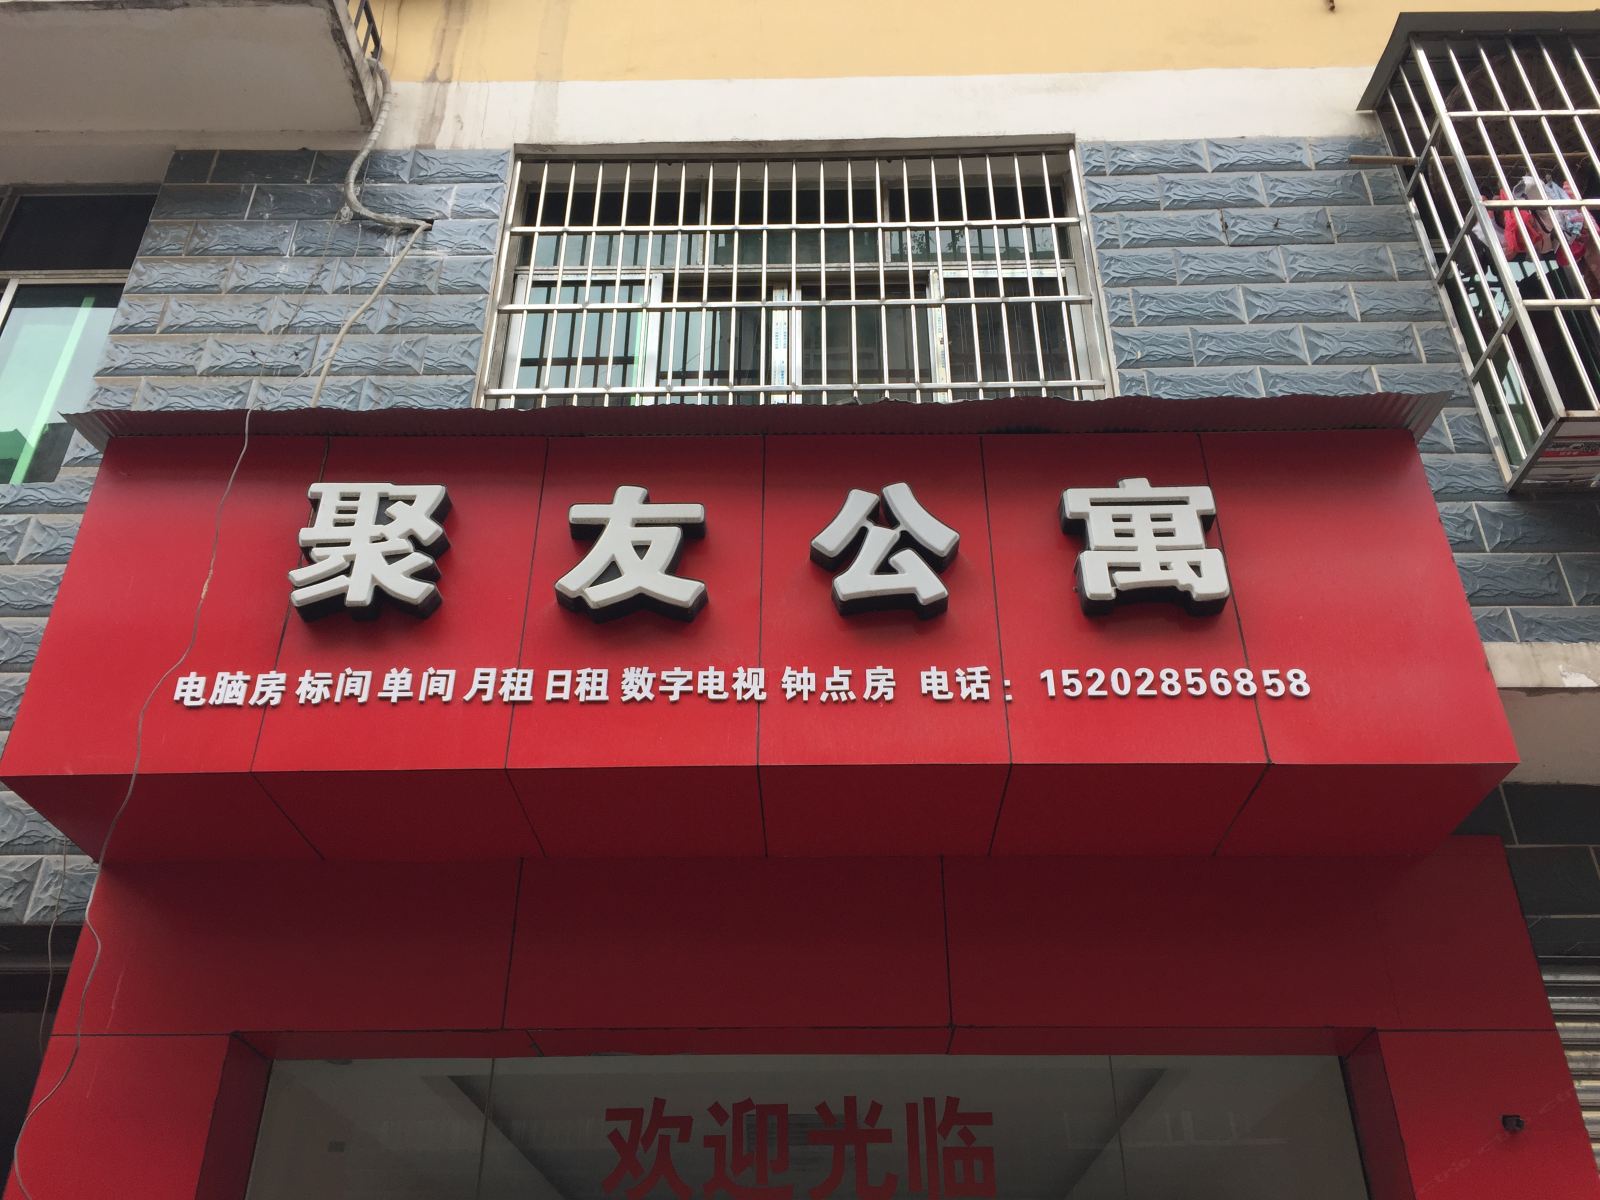 聚友公寓
电脑房 标间 单间 月租 日租 数字电视 钟点房 电话：15202856858
欢迎光临